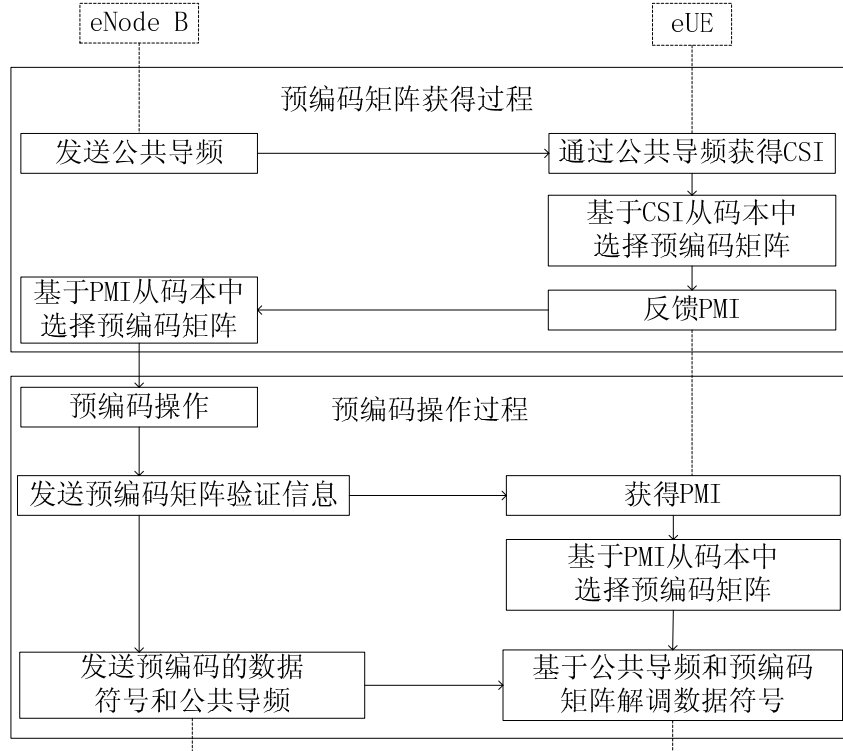 eNode B
eUE
预编码矩阵获得过程
发送公共导频
通过公共导频获得CSI
基于CSI从码本中
选择预编码矩阵
基于PMI从码本中
选择预编码矩阵
反馈PMI
预编码操作
预编码操作过程
发送预编码矩阵验证信息
获得PMI
基于PMI从码本中
选择预编码矩阵
发送预编码的数据
符号和公共导频
基于公共导频和预编码
矩阵解调数据符号